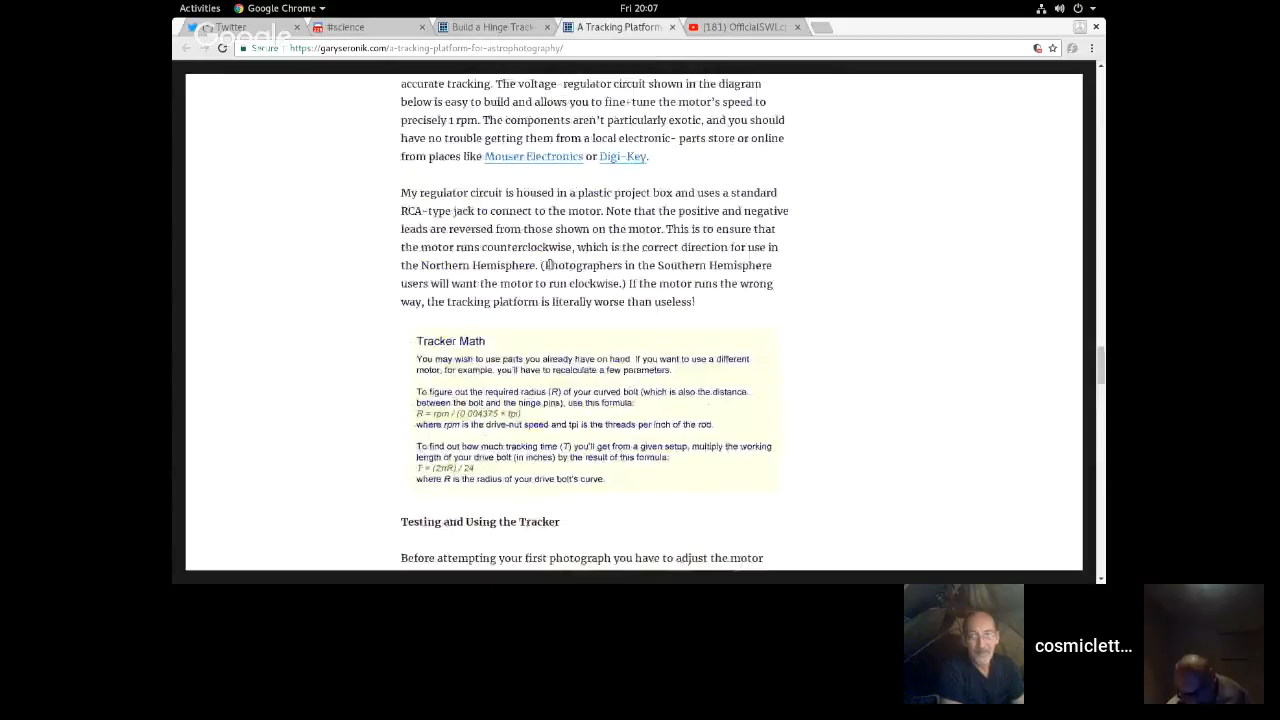 Activities Google Chrome Fri 20:07
Twitter #science Build a Hinge Track A Tracking Platform (181) OfficialSWLc
Google
Secure https://garyseronik.com/a-tracking-platform-for-astrophotography/
accurate tracking. The voltage-regulator circuit shown in the diagram
below is easy to build and allows you to fine-tune the motor's speed to
precisely 1 rpm. The components aren't particularly exotic, and you should
have no trouble getting them from a local electronic- parts store or online
from places like Mouser Electronics or Digi-Key.
My regulator circuit is housed in a plastic project box and uses a standard
RCA-type jack to connect to the motor. Note that the positive and negative
leads are reversed from those shown on the motor. This is to ensure that
the motor runs counterclockwise, which is the correct direction for use in
the Northern Hemisphere. (Photographers in the Southern Hemisphere
users will want the motor to run clockwise.) If the motor runs the wrong
way, the tracking platform is literally worse than useless!
Tracker Math
You may wish to use parts you already have on hand. If you want to use a different
motor, for example, you'll have to recalculate a few parameters.
To figure out the required radius (R) of your curved bolt (which is also the distance
between the bolt and the hinge pins), use this formula:
R = rpm / (0.004375 * tpi)
where rpm is the drive-nut speed and tpi is the threads per inch of the rod.
To find out how much tracking time (T) you'll get from a given setup, multiply the working
length of your drive bolt (in inches) by the result of this formula:
T = (2πR) / 24
where R is the radius of your drive bolt's curve.
Testing and Using the Tracker
Before attempting your first photograph you have to adjust the motor
cosmiclett...